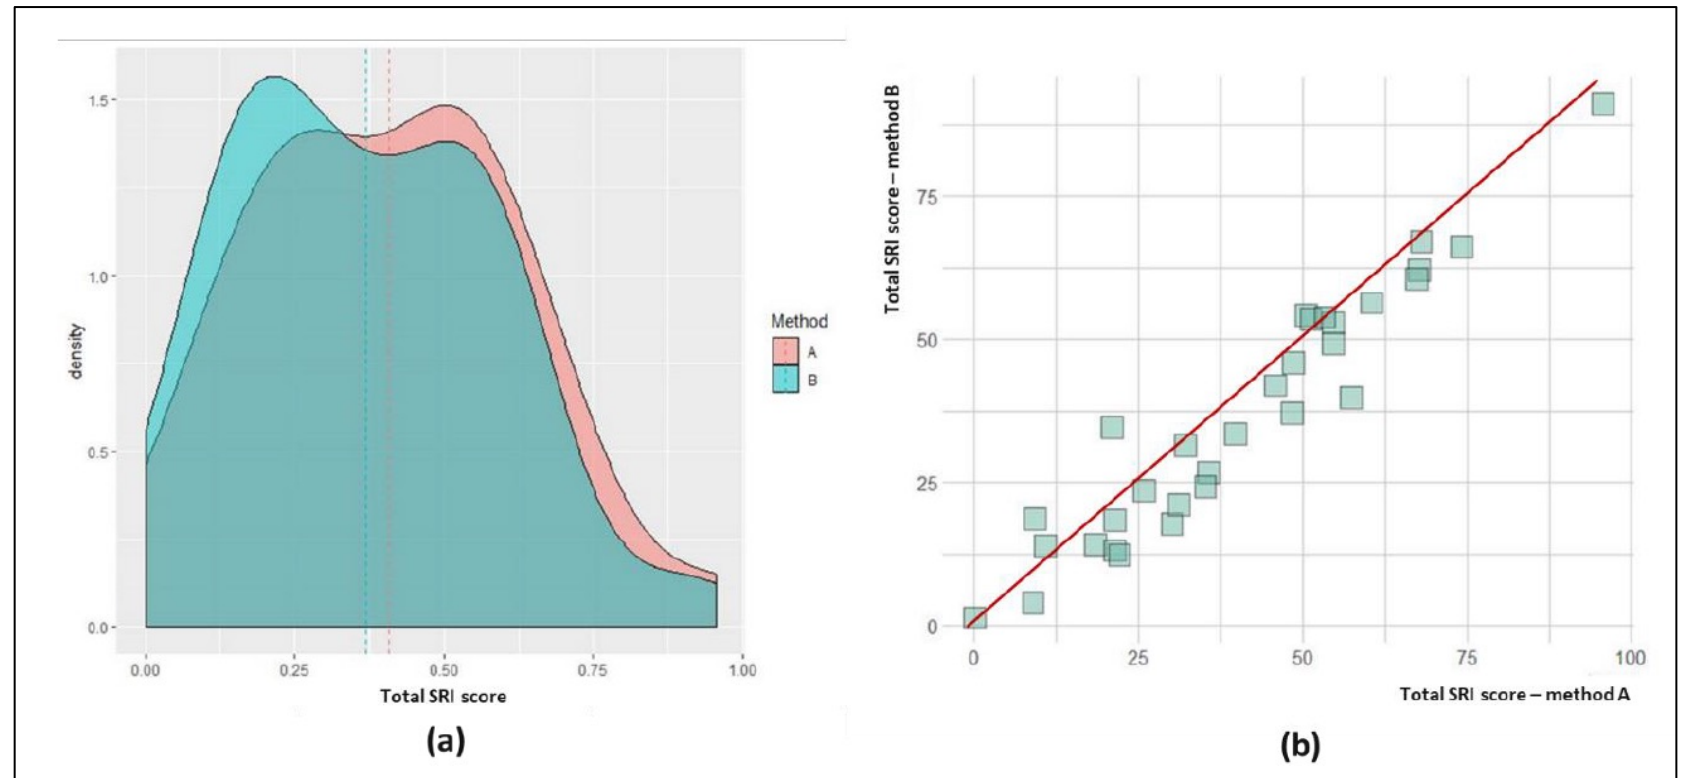 1.5
1.0
0.5
0.0
density
0.00 0.25 0.50 0.75 1.00
Total SRI score
Method
A
B
(a)
Total SRI score – method B
75
50
25
0
0 25 50 75 100
Total SRI score – method A
(b)